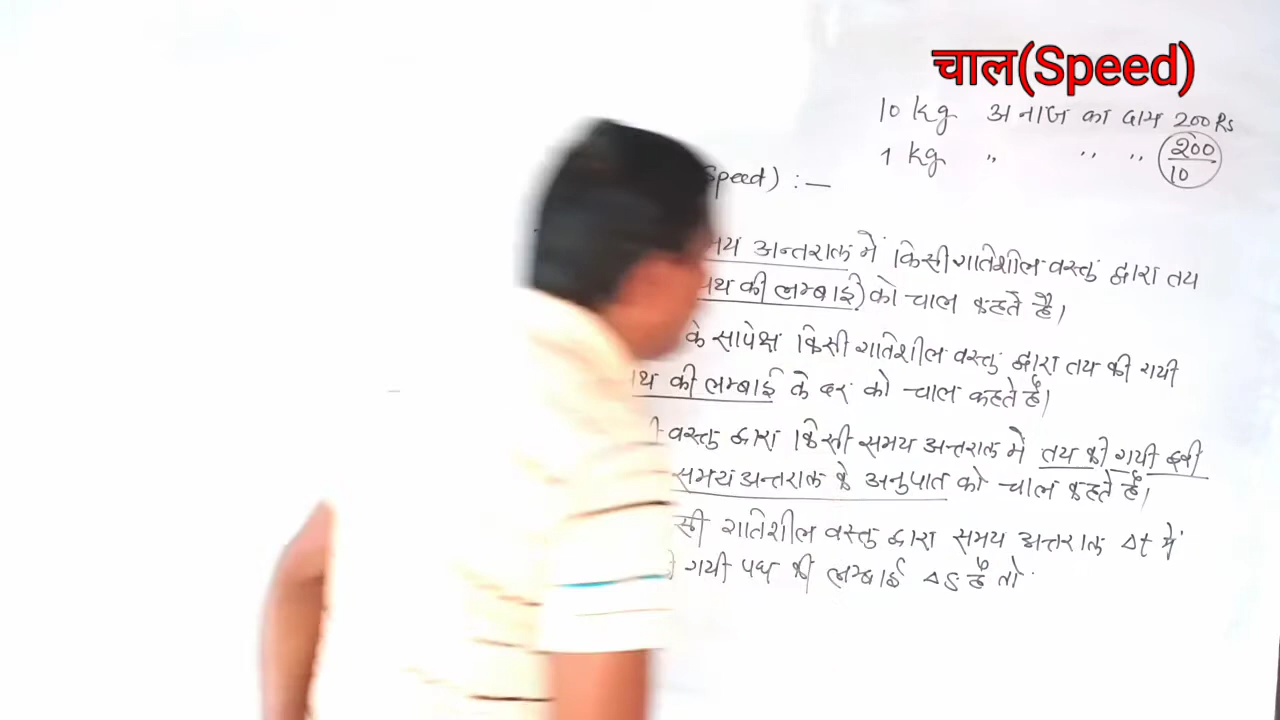 चाल(Speed)
10 kg अनाज का दाम 200 Rs
1 kg " " " 200/10
Speed) :—
अन्तराल में किसी गतिशील वस्तु द्वारा तय
पथ की लम्बाई) को चाल कहते है।
के सापेक्ष किसी गतिशील वस्तु द्वारा तय की गयी
की लम्बाई के दर को चाल कहते हैं।
वस्तु द्वारा किसी समय अन्तराल में तय की गयी दूरी
समय अन्तराल के अनुपात को चाल कहते हैं।
गतिशील वस्तु द्वारा समय अन्तराल Δt में
गयी पथ की लम्बाई ΔS है तो